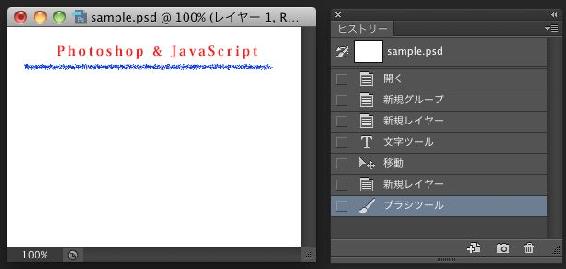 sample.psd @ 100% (レイヤー 1, R...
Photoshop & JavaScript
100%
ヒストリー
sample.psd
開く
新規グループ
新規レイヤー
文字ツール
移動
新規レイヤー
ブラシツール